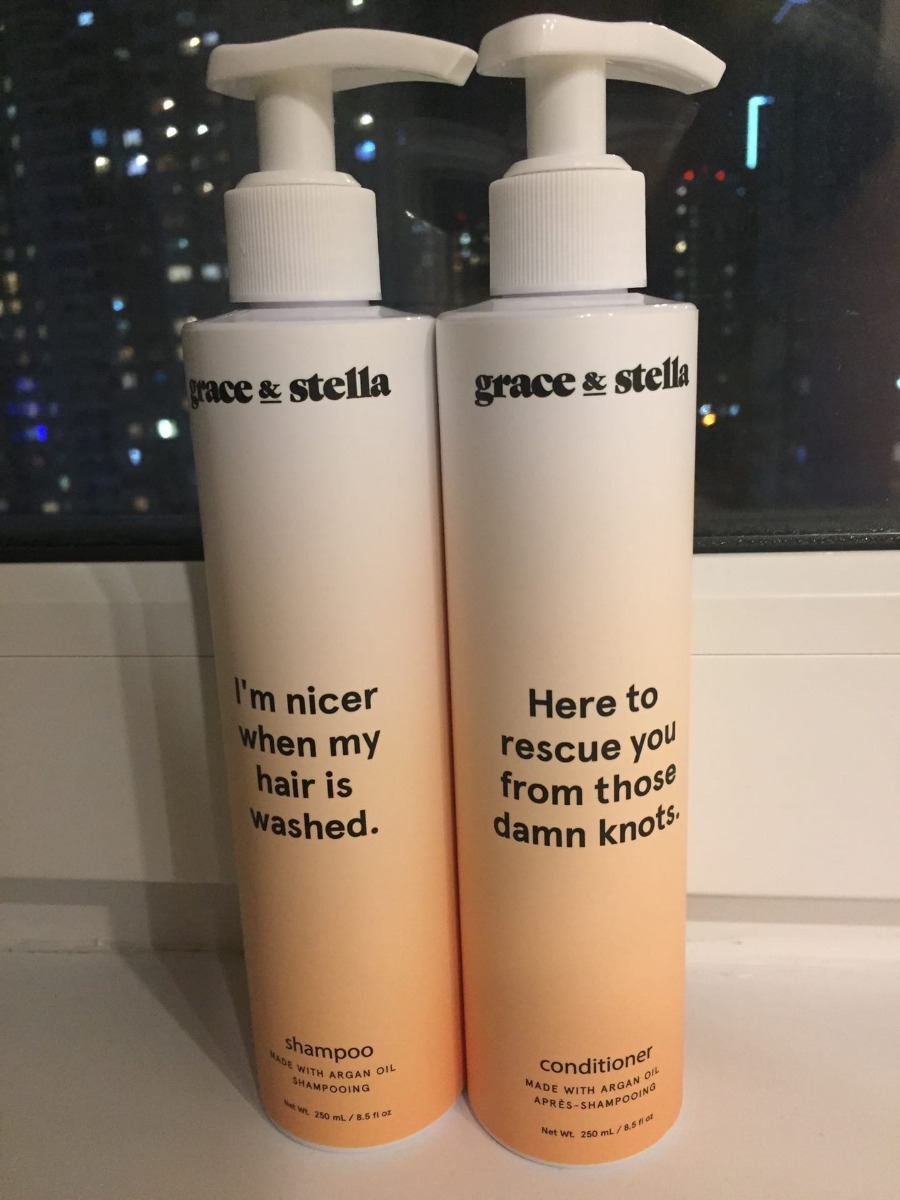 grace & stella
I'm nicer
when my
hair is
washed.
shampoo
MADE WITH ARGAN OIL
SHAMPOOING
Net Wt. 250 mL / 8.5 fl oz
grace & stella
Here to
rescue you
from those
damn knots.
conditioner
MADE WITH ARGAN OIL
APRÈS-SHAMPOOING
Net Wt. 250 mL / 8.5 fl oz